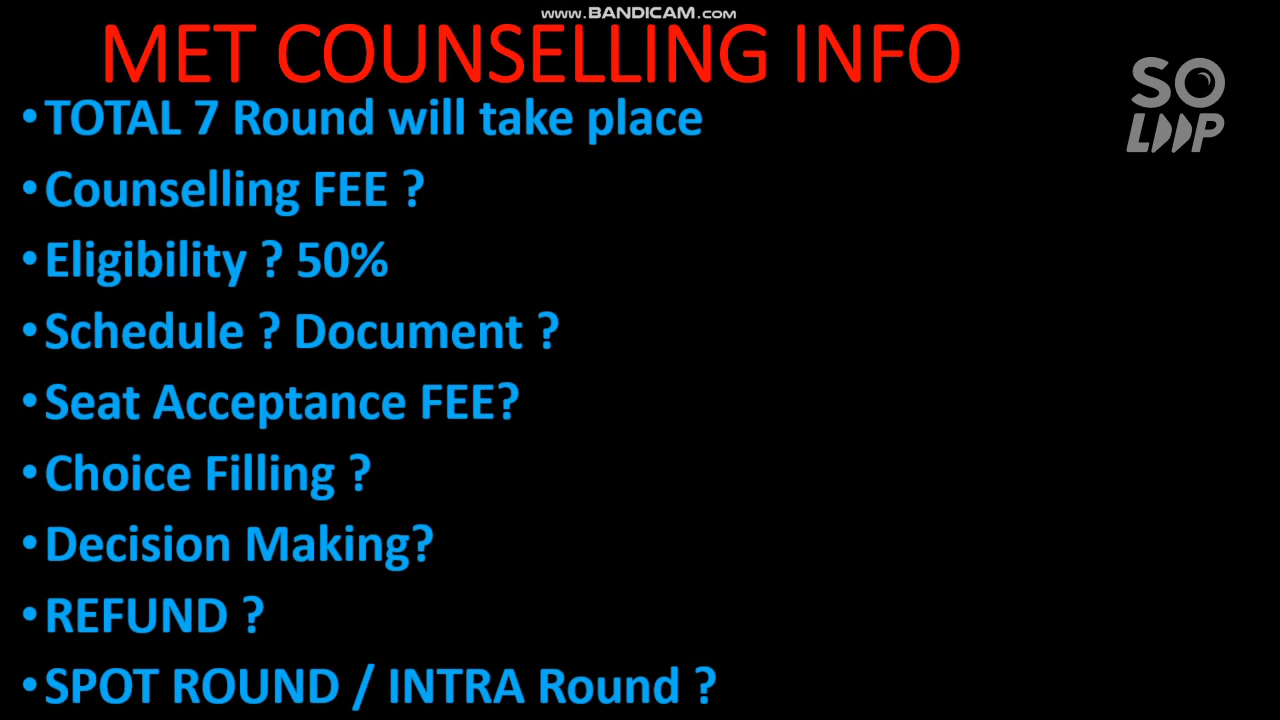 www.BANDICAM.com
MET COUNSELLING INFO
SO
LOOP
•TOTAL 7 Round will take place
•Counselling FEE ?
•Eligibility ? 50%
•Schedule ? Document ?
•Seat Acceptance FEE?
•Choice Filling ?
•Decision Making?
•REFUND ?
•SPOT ROUND / INTRA Round ?